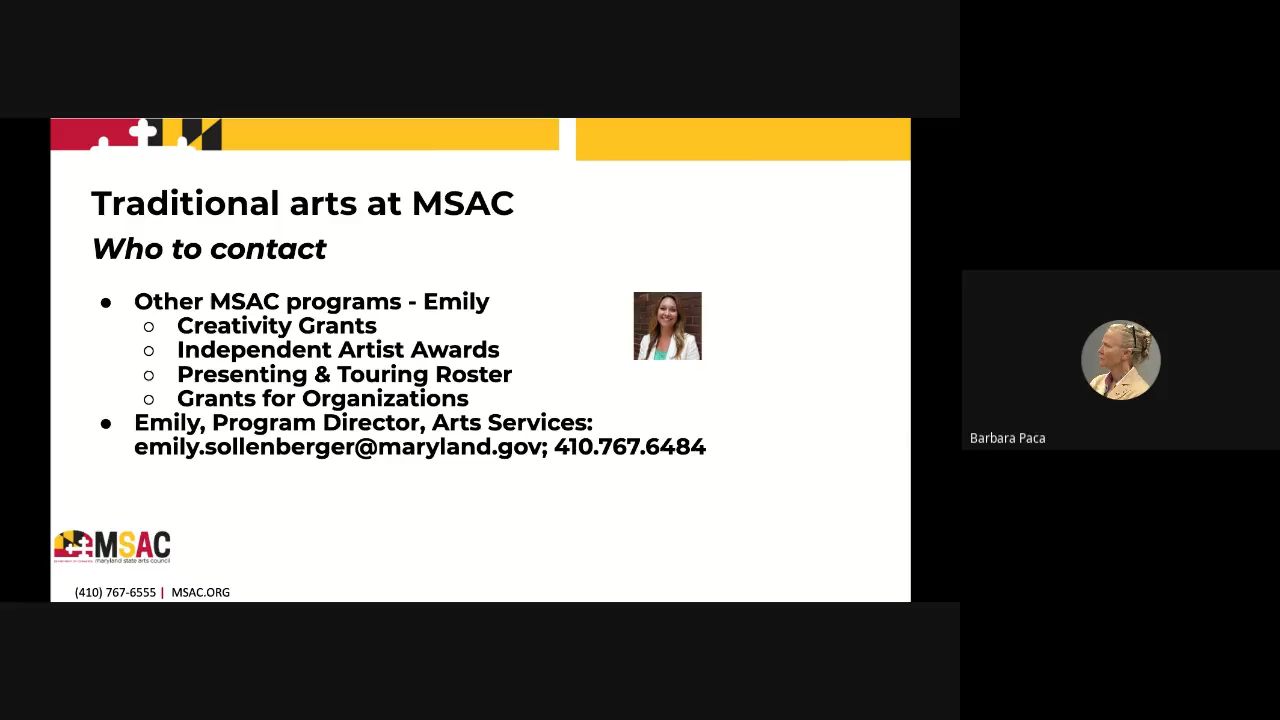 Traditional arts at MSAC
Who to contact
● Other MSAC programs - Emily
○ Creativity Grants
○ Independent Artist Awards
○ Presenting & Touring Roster
○ Grants for Organizations
● Emily, Program Director, Arts Services:
emily.sollenberger@maryland.gov; 410.767.6484
Barbara Paca
MSAC
maryland state arts council
(410) 767-6555 | MSAC.ORG